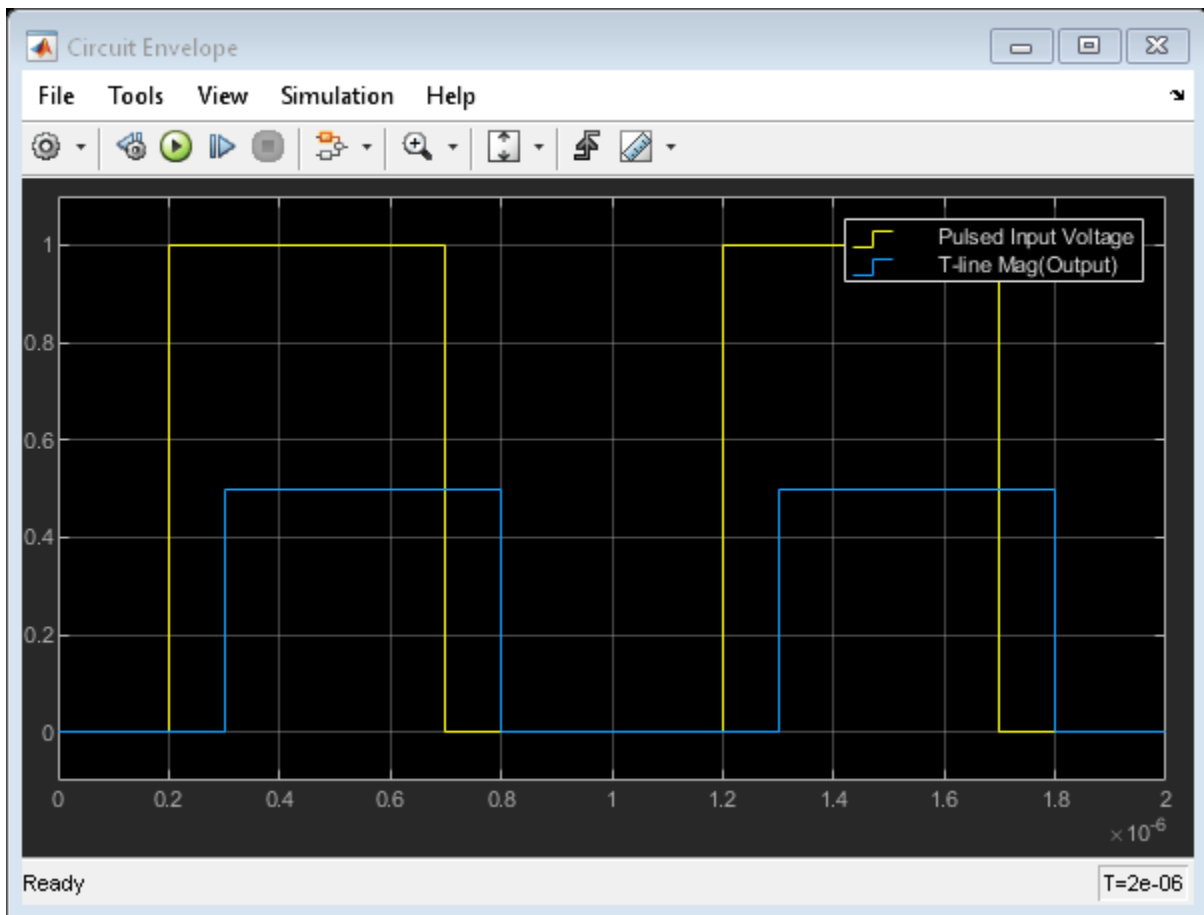 Circuit Envelope
File Tools View Simulation Help
Pulsed Input Voltage
T-line Mag(Output)
1
0.8
0.6
0.4
0.2
0
0 0.2 0.4 0.6 0.8 1 1.2 1.4 1.6 1.8 2
×10-6
Ready T=2e-06